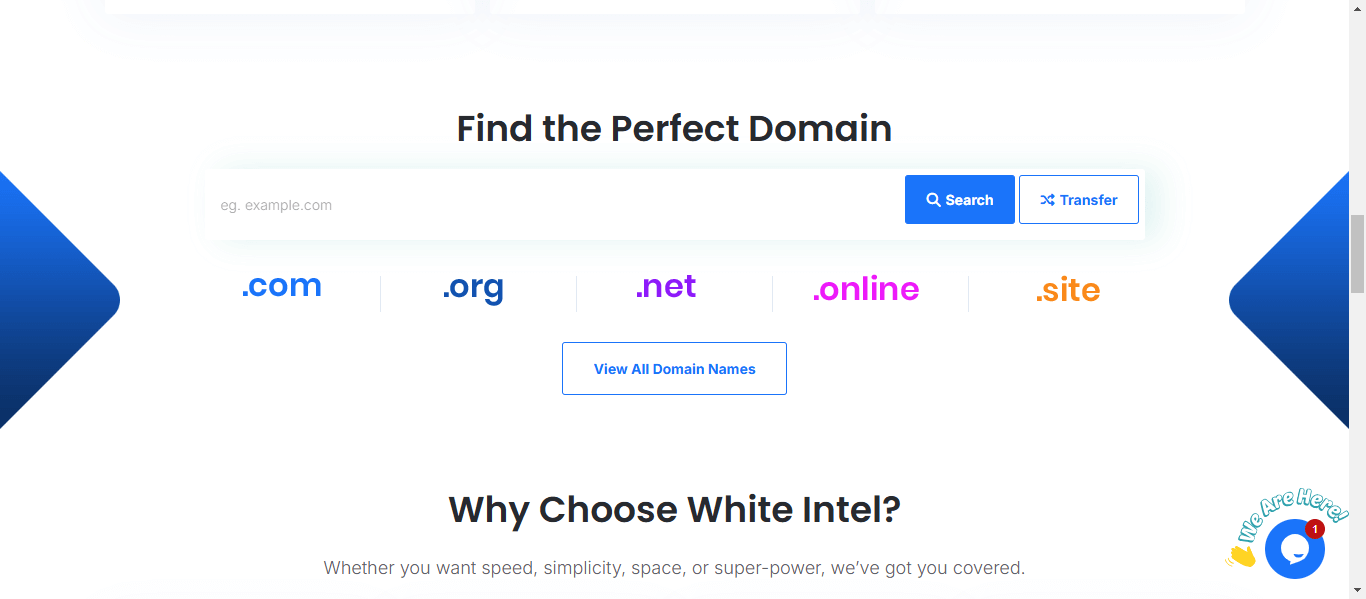 Find the Perfect Domain
eg. example.com
Search
Transfer
.com
.org
.net
.online
.site
View All Domain Names
Why Choose White Intel?
Whether you want speed, simplicity, space, or super-power, we've got you covered.
We Are Here!
1